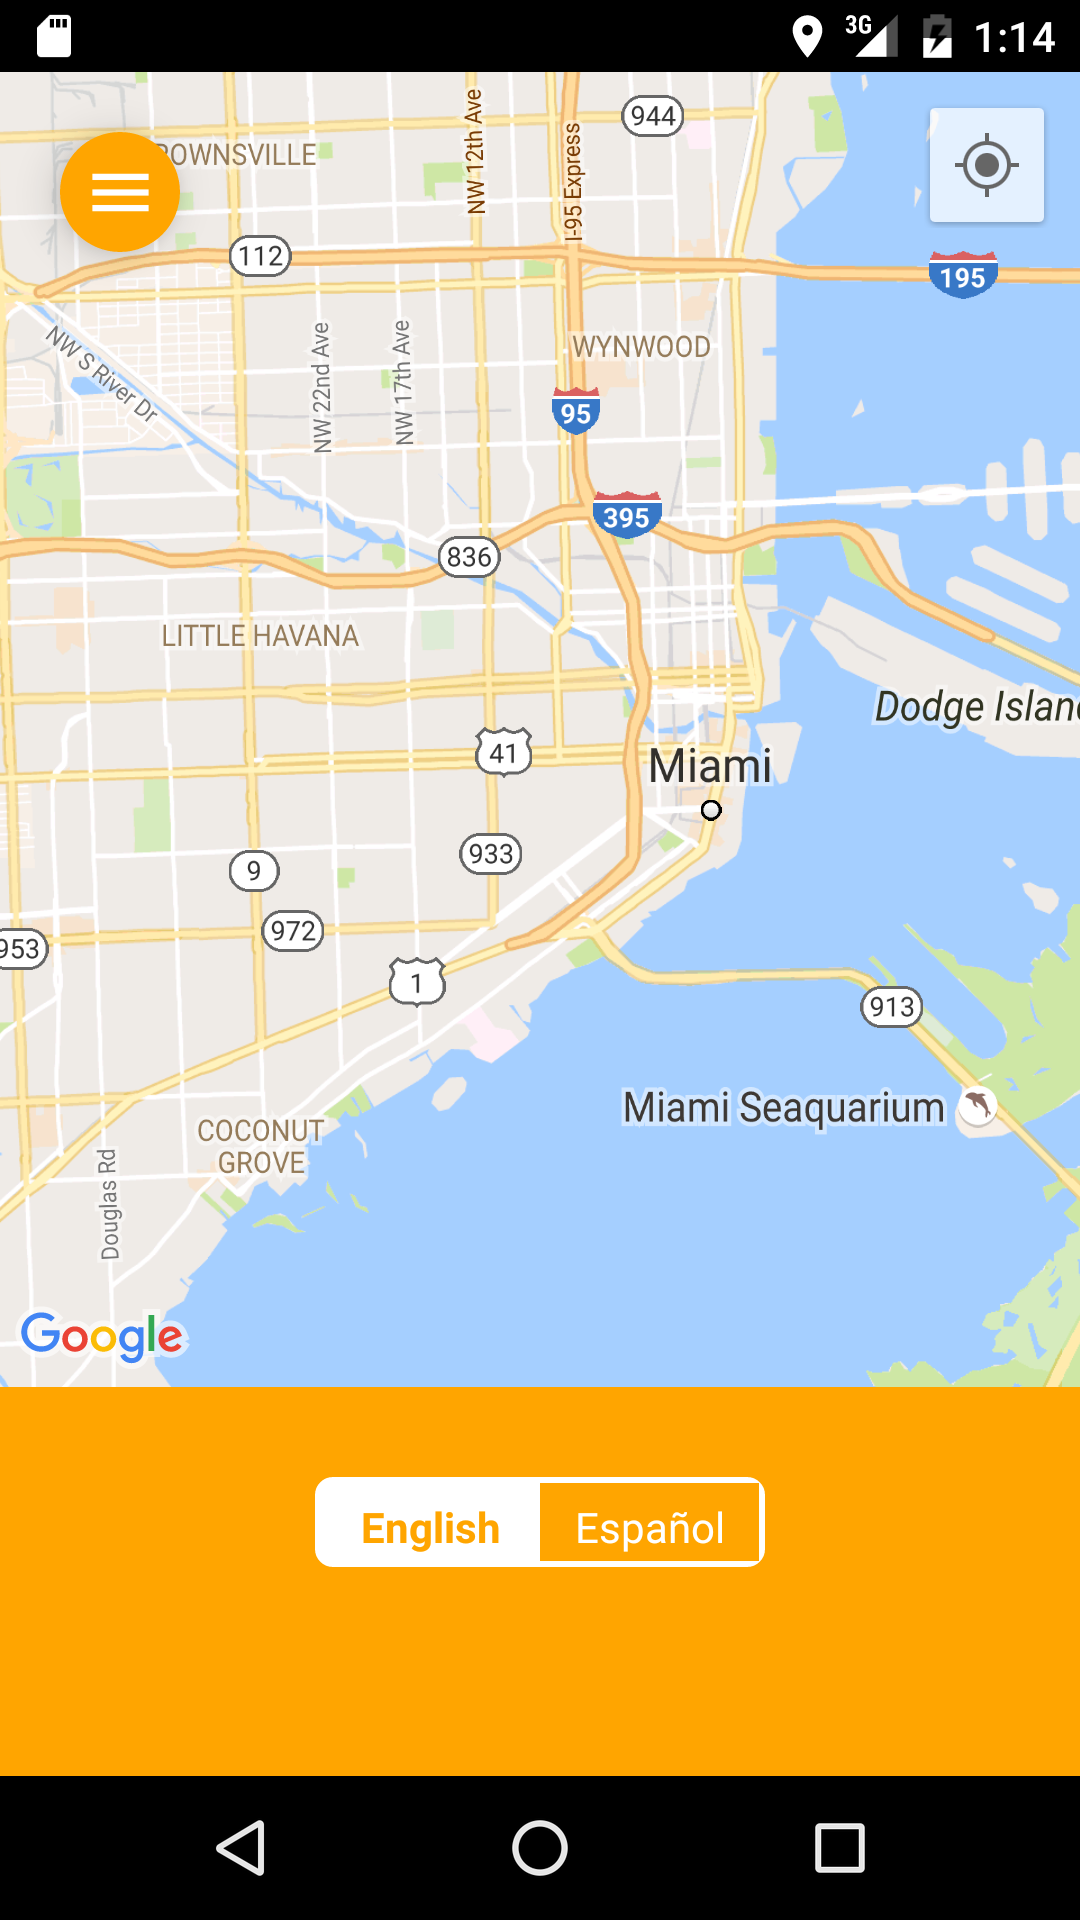 3G 1:14
944
NW 12th Ave
I-95 Express
112
195
NW S River Dr
NW 22nd Ave
NW 17th Ave
WYNWOOD
95
395
836
LITTLE HAVANA
Dodge Islan
41
Miami
933
9
972
953
1
913
Miami Seaquarium
COCONUT
GROVE
Douglas Rd
Google
English Español